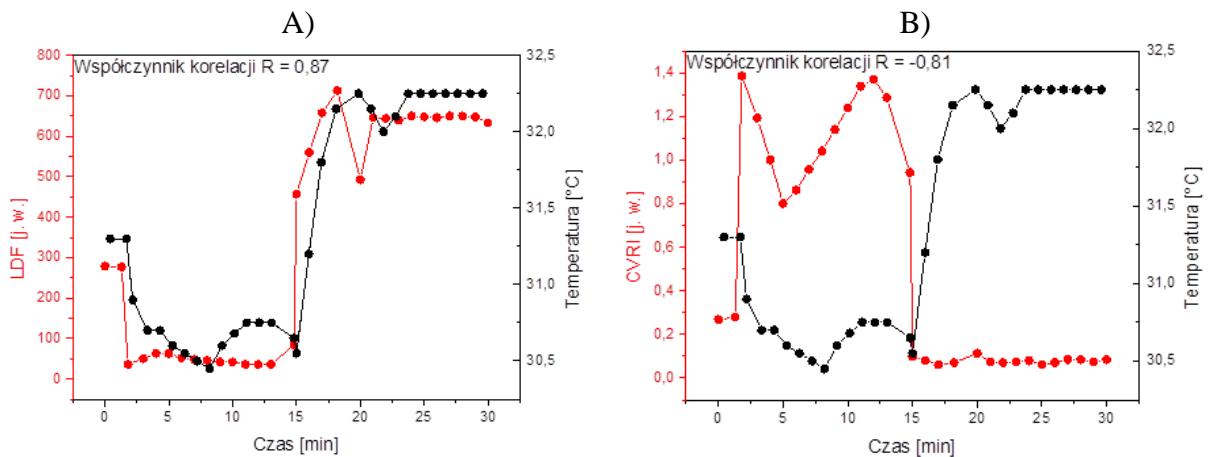 A)
Współczynnik korelacji R = 0,87
800
700
600
500
400
300
200
100
0
LDF [j. w.]
32,5
32,0
31,5
31,0
30,5
Temperatura [°C]
0 5 10 15 20 25 30
Czas [min]
B)
Współczynnik korelacji R = -0,81
1,4
1,2
1,0
0,8
0,6
0,4
0,2
0,0
CVRI [j. w.]
32,5
32,0
31,5
31,0
30,5
Temperatura [°C]
0 5 10 15 20 25 30
Czas [min]